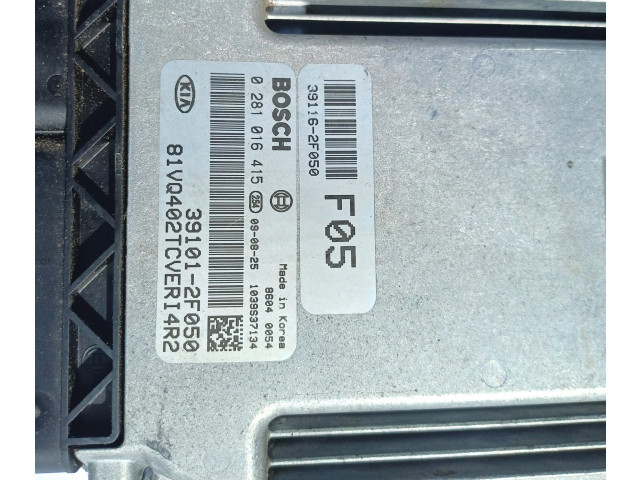 39116-2F050
F05
BOSCH
0 281 016 415
254
09-08-25
1039S37134
Made in Korea
8604 0054
KIA
39101-2F050
81VQ402TCVERI4R2